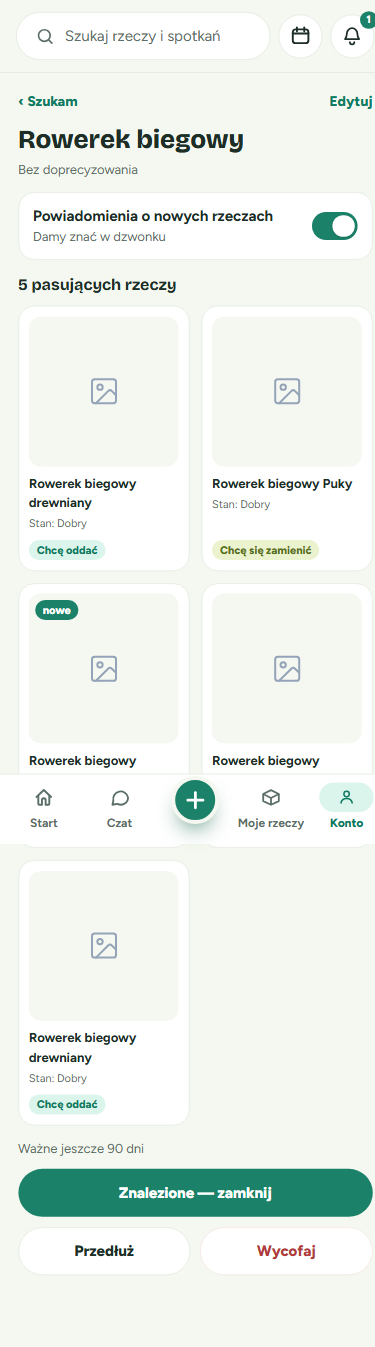 Szukaj rzeczy i spotkań
1
‹ Szukam
Edytuj
Rowerek biegowy
Bez doprecyzowania
Powiadomienia o nowych rzeczach
Damy znać w dzwonku
5 pasujących rzeczy
Rowerek biegowy
drewniany
Stan: Dobry
Chcę oddać
Rowerek biegowy Puky
Stan: Dobry
Chcę się zamienić
nowe
Rowerek biegowy
Rowerek biegowy
Start
Czat
Moje rzeczy
Konto
Rowerek biegowy
drewniany
Stan: Dobry
Chcę oddać
Ważne jeszcze 90 dni
Znalezione — zamknij
Przedłuż
Wycofaj